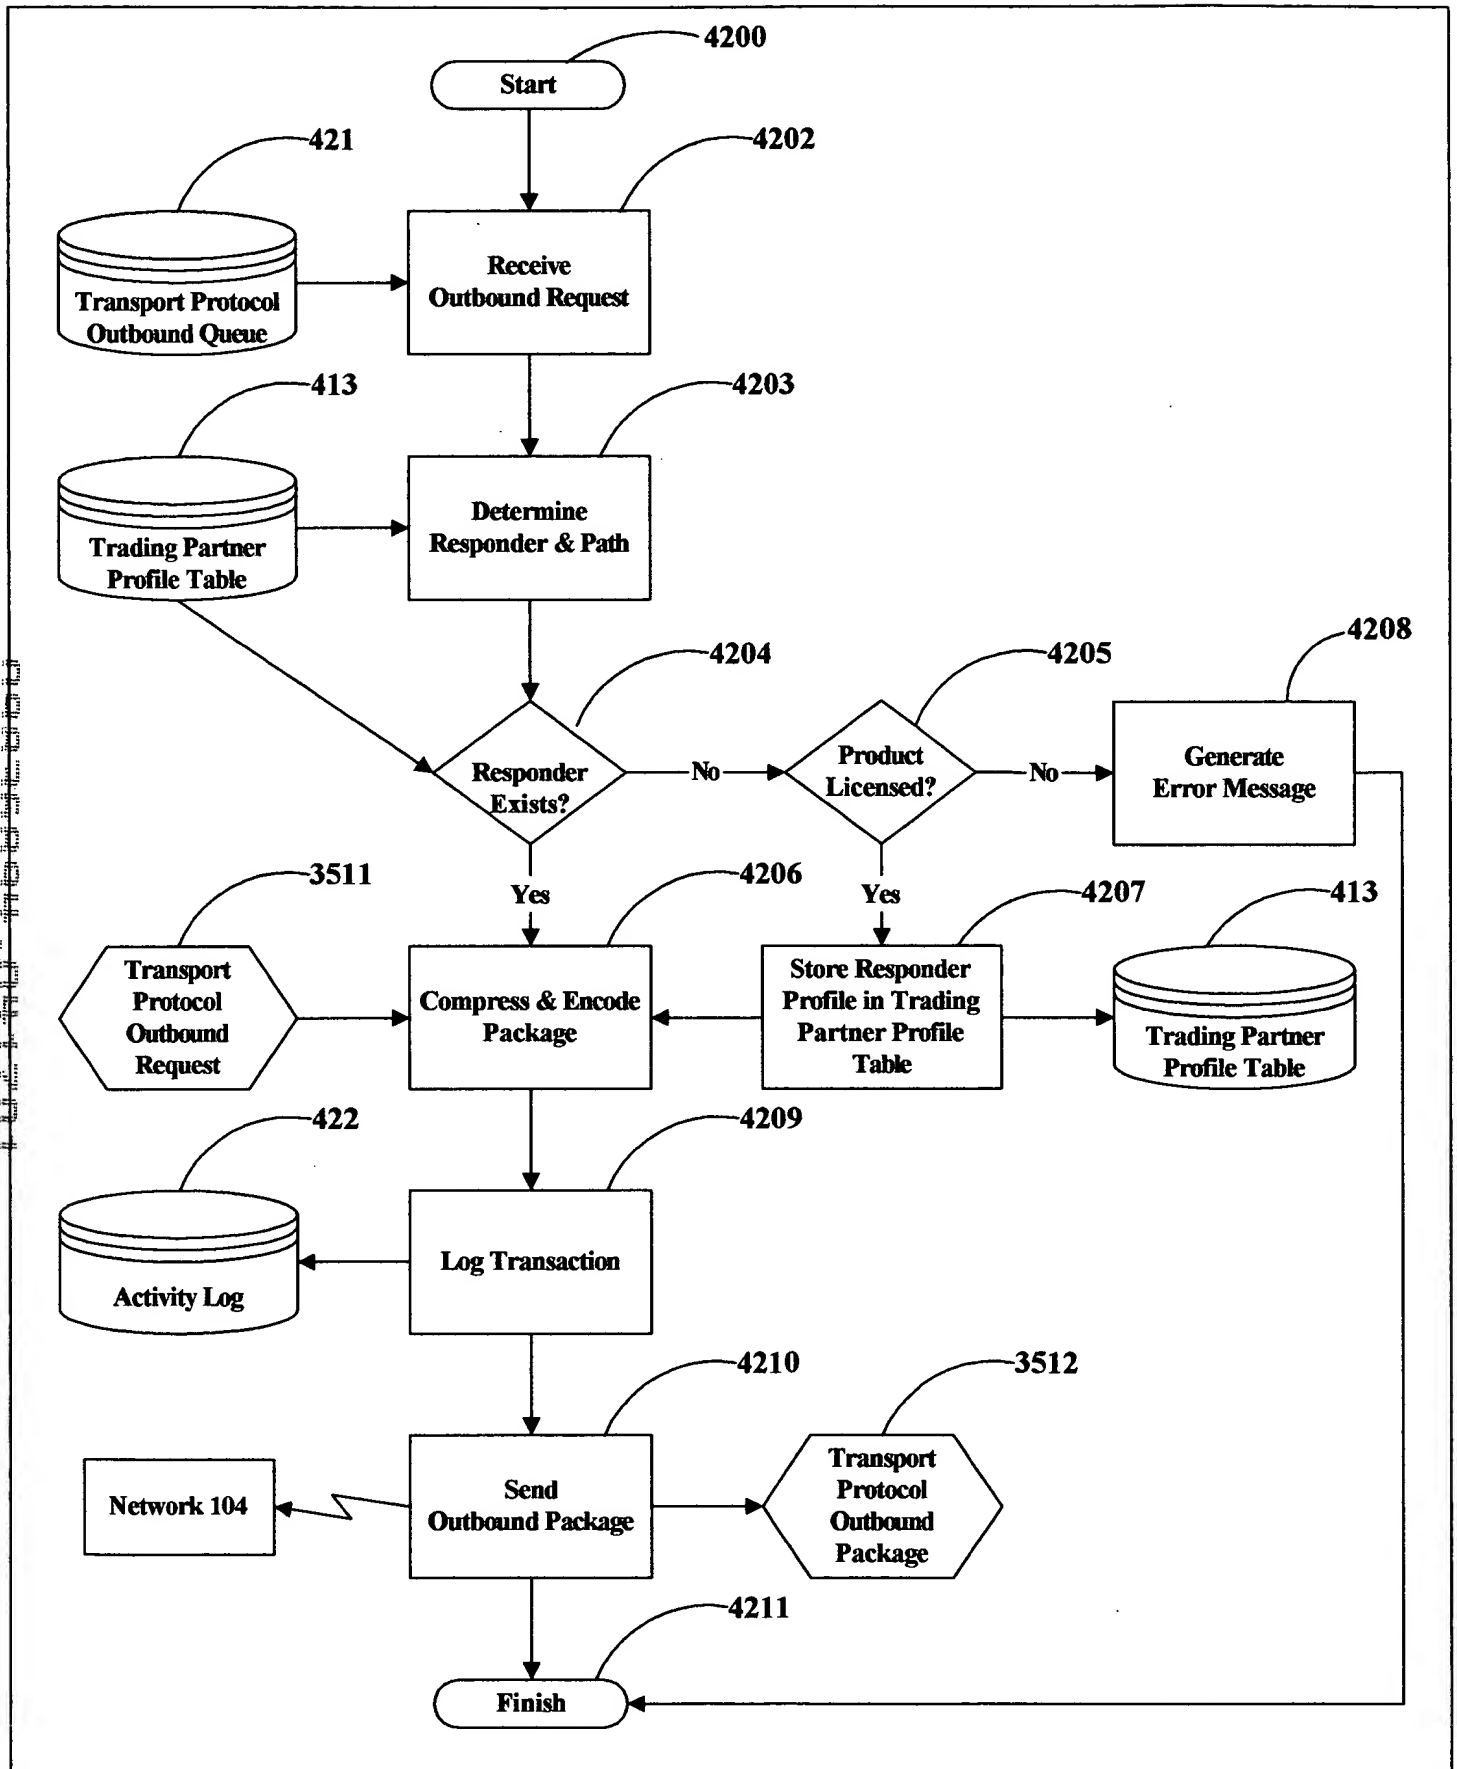 4200
Start
421
4202
Transport Protocol
Outbound Queue
Receive
Outbound Request
413
4203
Trading Partner
Profile Table
Determine
Responder & Path
4204
4205
4208
Responder
Exists?
No
Product
Licensed?
No
Generate
Error Message
3511
Yes
4206
Yes
4207
413
Transport
Protocol
Outbound
Request
Compress & Encode
Package
Store Responder
Profile in Trading
Partner Profile
Table
Trading Partner
Profile Table
422
4209
Activity Log
Log Transaction
4210
3512
Network 104
Send
Outbound Package
Transport
Protocol
Outbound
Package
4211
Finish